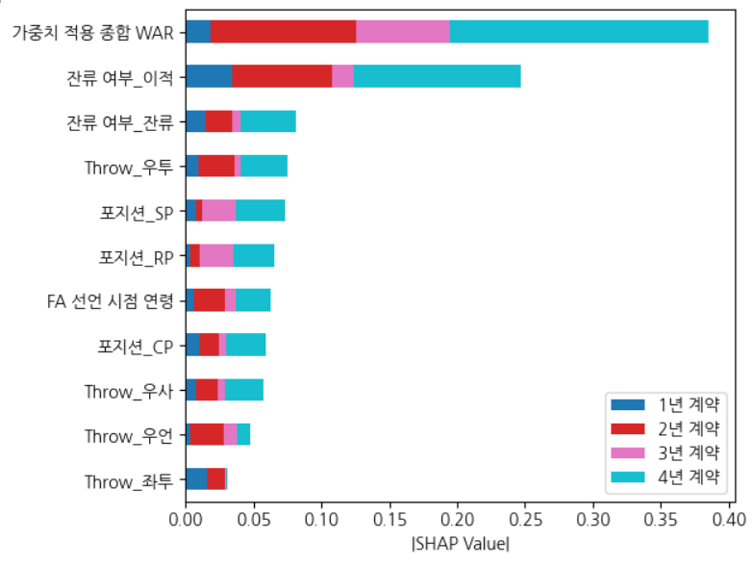 가중치 적용 종합 WAR
잔류 여부_이적
잔류 여부_잔류
Throw_우투
포지션_SP
포지션_RP
FA 선언 시점 연령
포지션_CP
Throw_우사
Throw_우언
Throw_좌투
1년 계약
2년 계약
3년 계약
4년 계약
0.00 0.05 0.10 0.15 0.20 0.25 0.30 0.35 0.40
|SHAP Value|